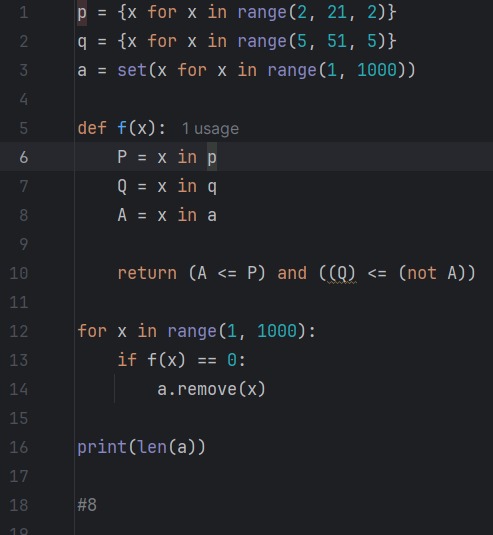 1 p = {x for x in range(2, 21, 2)}
2 q = {x for x in range(5, 51, 5)}
3 a = set(x for x in range(1, 1000))
4
5 def f(x): 1 usage
6     P = x in p
7     Q = x in q
8     A = x in a
9
10     return (A <= P) and ((Q) <= (not A))
11
12 for x in range(1, 1000):
13     if f(x) == 0:
14         a.remove(x)
15
16 print(len(a))
17
18 #8
19